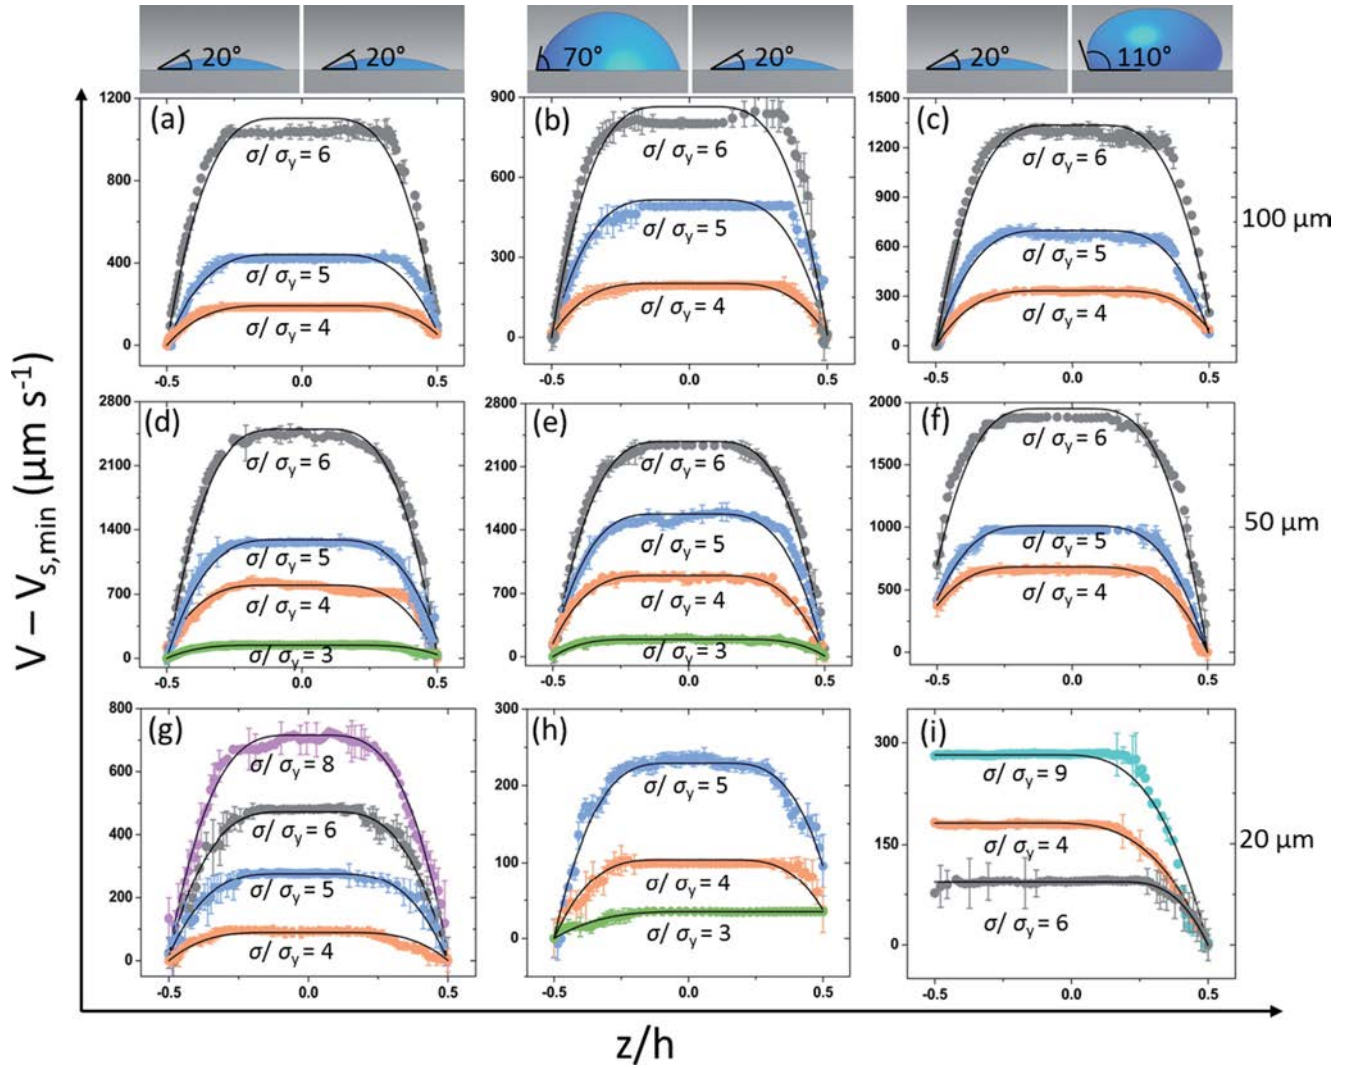 20° 20° 70° 20° 20° 110°
1200 (a) 900 (b) 1500 (c)
σ/ σy = 6 σ/ σy = 6 σ/ σy = 6
800 600 1200 900
σ/ σy = 5 σ/ σy = 5 σ/ σy = 5
400 300 600 100 μm
σ/ σy = 4 σ/ σy = 4 σ/ σy = 4
300
0 0 0
-0.5 0.0 0.5 -0.5 0.0 0.5 -0.5 0.0 0.5
V – Vs,min (μm s-1)
2800 (d) 2800 (e) 2000 (f)
σ/ σy = 6 σ/ σy = 6 σ/ σy = 6
2100 2100 1500
1400 1400 1000 50 μm
σ/ σy = 5 σ/ σy = 5 σ/ σy = 5
700 700 500
σ/ σy = 4 σ/ σy = 4 σ/ σy = 4
σ/ σy = 3 σ/ σy = 3
0 0 0
-0.5 0.0 0.5 -0.5 0.0 0.5 -0.5 0.0 0.5
800 (g) 300 (h) 300 (i)
σ/ σy = 8 σ/ σy = 5 σ/ σy = 9
600 200
σ/ σy = 6 σ/ σy = 4
400 150 20 μm
σ/ σy = 5 100 σ/ σy = 4
200 σ/ σy = 3 σ/ σy = 6
σ/ σy = 4
0 0 0
-0.5 0.0 0.5 -0.5 0.0 0.5 -0.5 0.0 0.5
z/h